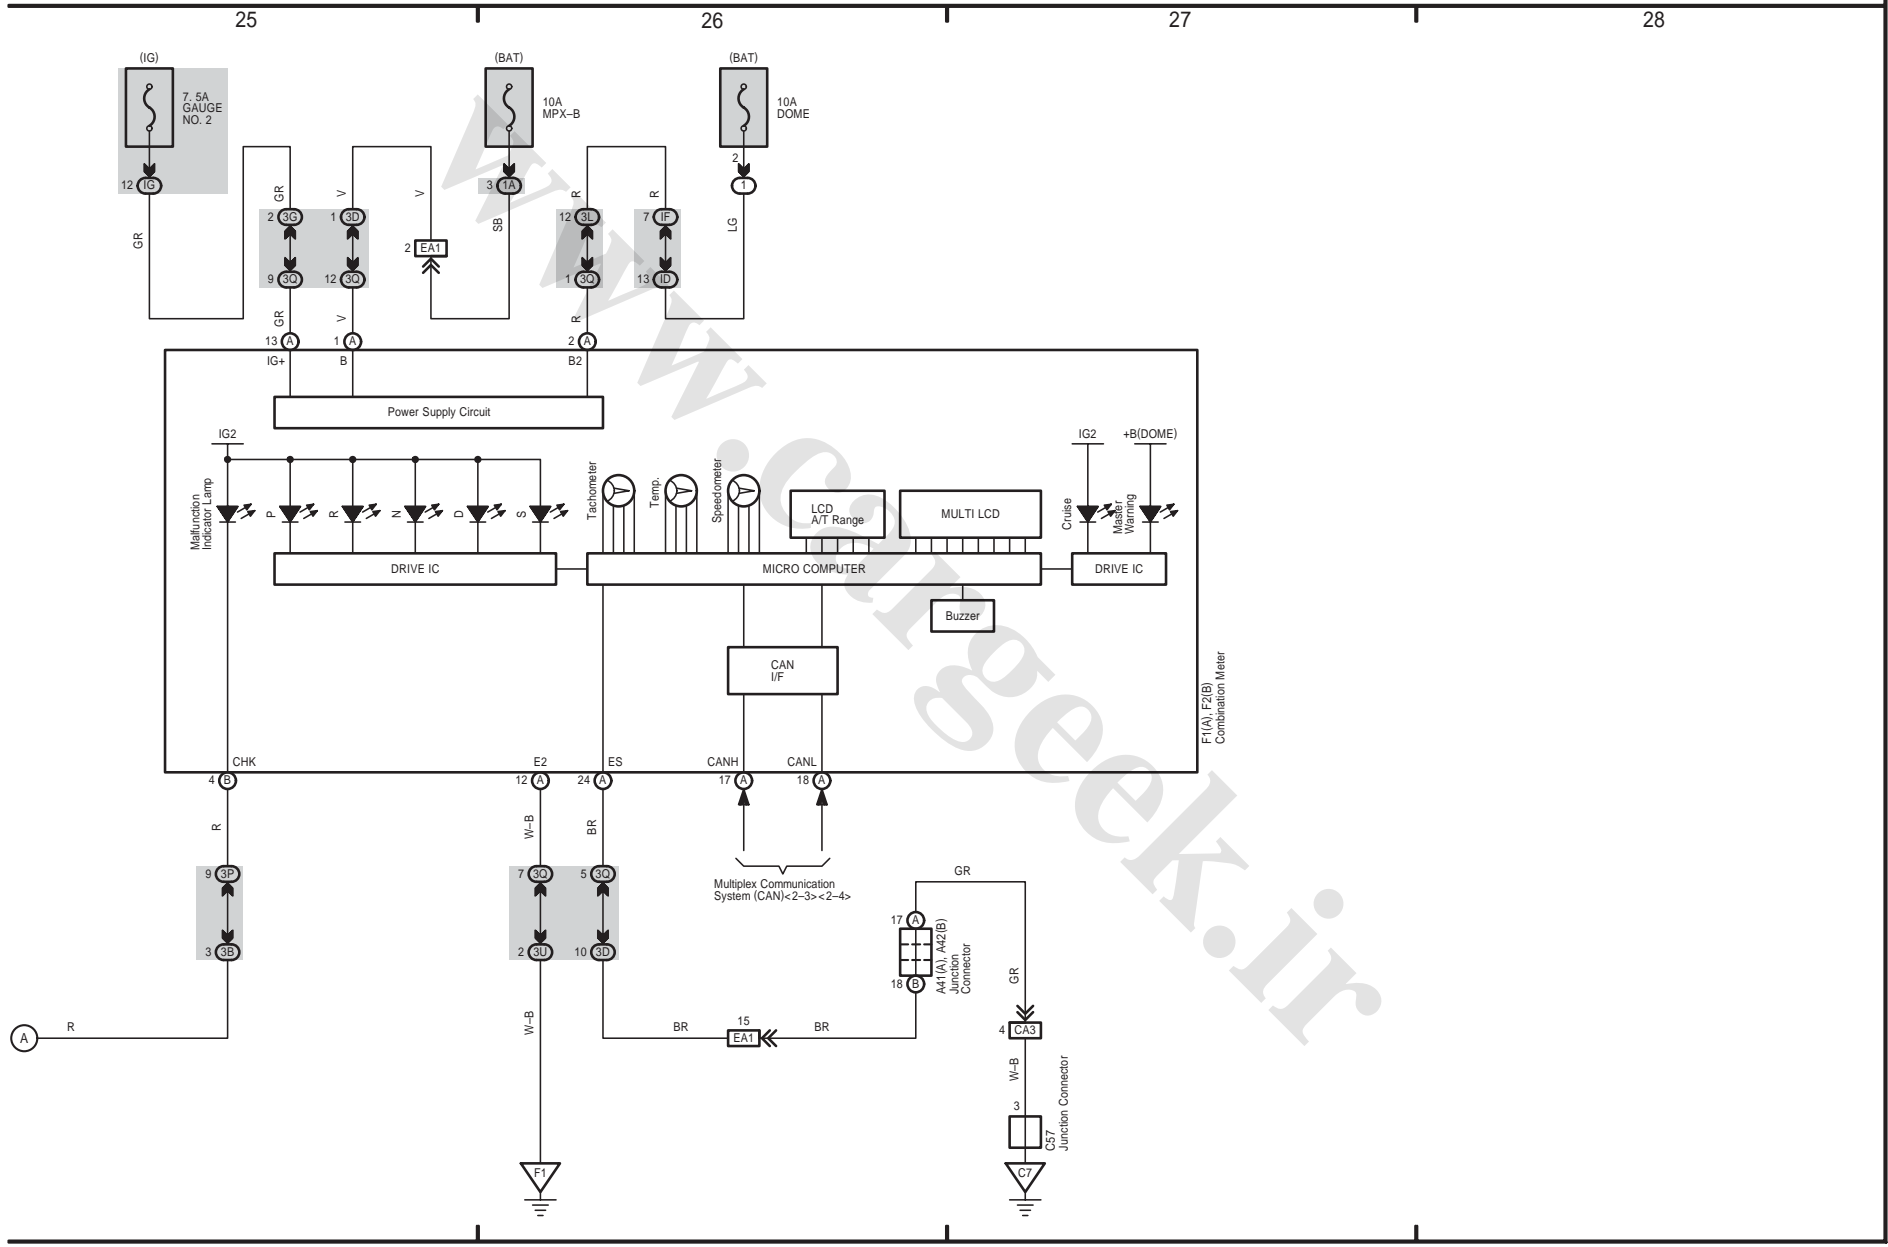 25
26
27
28
(IG)
(BAT)
(BAT)
7. 5A
GAUGE
NO. 2
10A
MPX–B
10A
DOME
12 IG
3 1A
2
1
GR
GR
V
V
SB
R
R
LG
2 3G
1 3D
2 EA1
12 3L
7 IF
9 3Q
12 3Q
1 3Q
13 ID
GR
V
R
13 A
1 A
2 A
IG+
B
B2
Power Supply Circuit
IG2
IG2
+B(DOME)
Malfunction
Indicator Lamp
P
R
N
D
S
Tachometer
Temp.
Speedometer
LCD
A/T Range
MULTI LCD
Cruise
Master
Warning
DRIVE IC
MICRO COMPUTER
DRIVE IC
Buzzer
CAN
I/F
F1(A), F2(B)
Combination Meter
CHK
E2
ES
CANH
CANL
4 B
12 A
24 A
17 A
18 A
R
W–B
BR
9 3P
7 3Q
5 3Q
Multiplex Communication
System (CAN)<2–3><2–4>
GR
17 A
3 3B
2 3U
10 3D
18 B
A41(A), A42(B)
Junction
Connector
GR
A
R
W–B
BR
15
EA1
BR
4 CA3
W–B
3
C57
Junction Connector
F1
C7
www.cargeek.ir